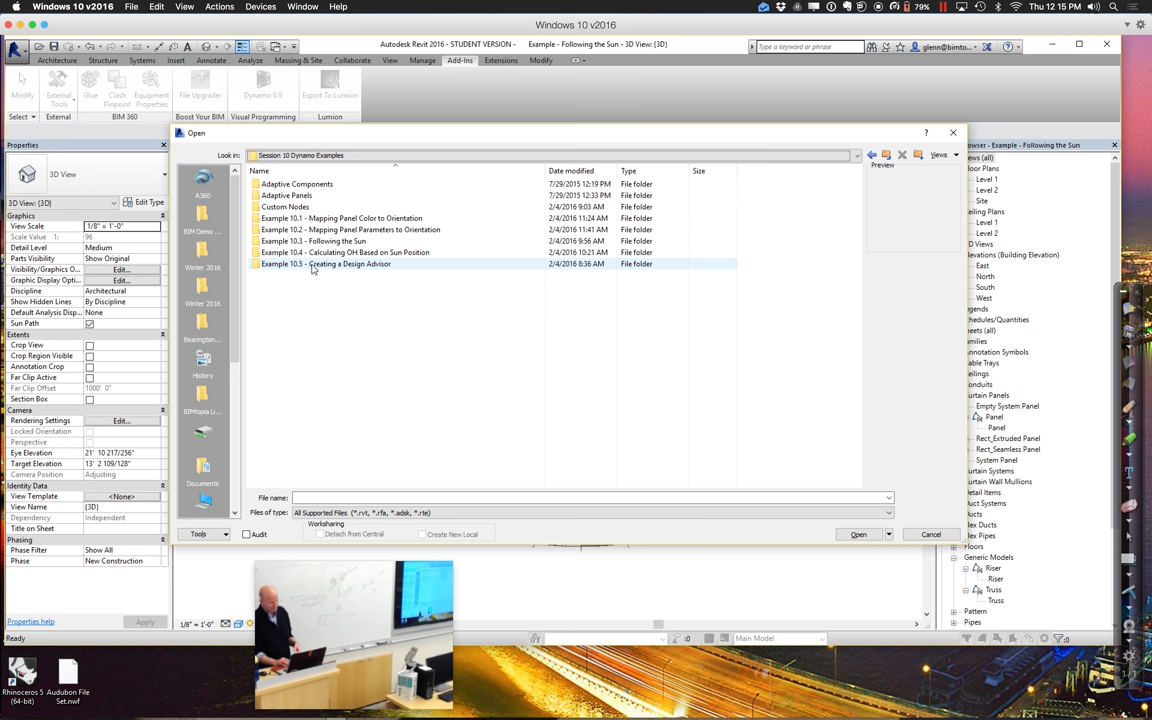 Windows 10 v2016 File Edit View Actions Devices Window Help 79% Thu 12 15 PM
Windows 10 v2016
Autodesk Revit 2016 - STUDENT VERSION - Example - Following the Sun - 3D View: {3D} Type a keyword or phrase glenn@bimto...
Architecture Structure Systems Insert Annotate Analyze Massing & Site Collaborate View Manage Add-Ins Extensions Modify
Modify External Tools Glue Clash Pinpoint Equipment Properties File Upgrader Dynamo 0.9 Export To Lumion
Select External BIM 360 Boost Your BIM Visual Programming Lumion
Properties
3D View
3D View: {3D} Edit Type
Graphics
View Scale 1/8" = 1'-0"
Scale Value 1: 96
Detail Level Medium
Parts Visibility Show Original
Visibility/Graphics O... Edit...
Graphic Display Opti... Edit...
Discipline Architectural
Show Hidden Lines By Discipline
Default Analysis Disp... None
Sun Path
Extents
Crop View
Crop Region Visible
Annotation Crop
Far Clip Active
Far Clip Offset 1000' 0"
Section Box
Camera
Rendering Settings Edit...
Locked Orientation
Perspective
Eye Elevation 21' 10 217/256"
Target Elevation 13' 2 109/128"
Camera Position Adjusting
Identity Data
View Template <None>
View Name {3D}
Dependency Independent
Title on Sheet
Phasing
Phase Filter Show All
Phase New Construction
Properties help Apply
Open
Look in: Session 10 Dynamo Examples Views
Preview
Name Date modified Type Size
Adaptive Components 7/29/2015 12:19 PM File folder
Adaptive Panels 7/29/2015 12:33 PM File folder
Custom Nodes 2/4/2016 9:03 AM File folder
Example 10.1 - Mapping Panel Color to Orientation 2/4/2016 11:24 AM File folder
Example 10.2 - Mapping Panel Parameters to Orientation 2/4/2016 11:41 AM File folder
Example 10.3 - Following the Sun 2/4/2016 9:56 AM File folder
Example 10.4 - Calculating OH Based on Sun Position 2/4/2016 10:21 AM File folder
Example 10.5 - Creating a Design Advisor 2/4/2016 8:36 AM File folder
A360
BIM Demo ...
Winter 2016
Winter 2016
Bearington...
History
BIMtopia Li...
Documents
File name:
Files of type: All Supported Files (*.rvt, *.rfa, *.adsk, *.rte)
Worksharing
Tools Audit Detach from Central Create New Local Open Cancel
Browser - Example - Following the Sun
views (all)
Floor Plans
Level 1
Level 2
Site
eiling Plans
Level 1
Level 2
D Views
levations (Building Elevation)
East
North
South
West
egends
chedules/Quantities
heets (all)
amilies
nnotation Symbols
able Trays
eilings
onduits
urtain Panels
Empty System Panel
Panel
Panel
Rect_Extruded Panel
Rect_Seamless Panel
System Panel
urtain Systems
urtain Wall Mullions
etail Items
uct Systems
ucts
ex Ducts
ex Pipes
Floors
Generic Models
Riser
Riser
Truss
Truss
Pattern
Pipes
1/8" = 1'-0"
Ready :0 Main Model :0
Rhinoceros 5 (64-bit)
Audubon File Set.nwf